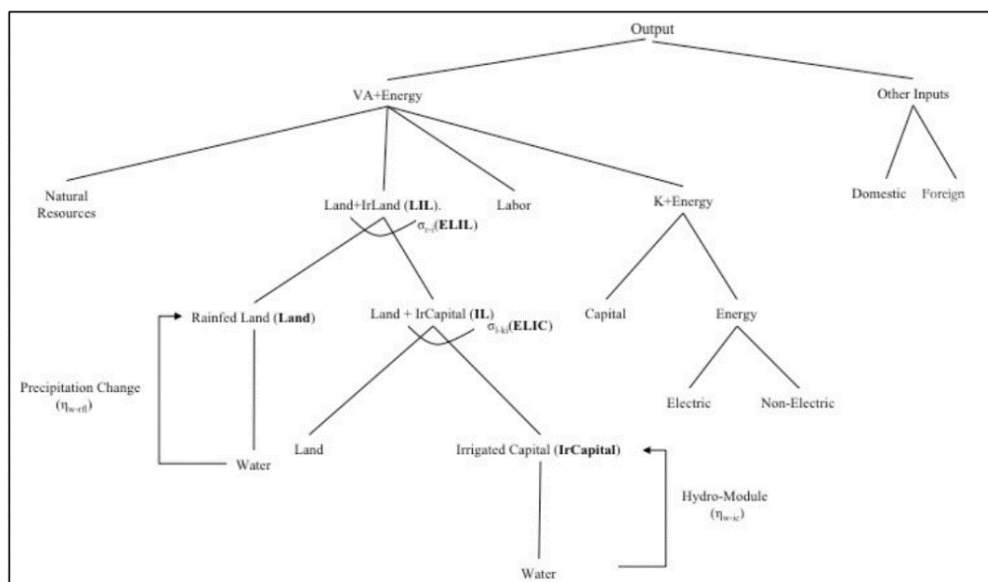 Output
VA+Energy
Other Inputs
Natural
Resources
Land+IrLand (LIL).
Labor
K+Energy
Domestic
Foreign
σr-i(ELIL)
Rainfed Land (Land)
Land + IrCapital (IL)
Capital
Energy
σl-ki(ELIC)
Precipitation Change
(ηw-rfl)
Electric
Non-Electric
Land
Irrigated Capital (IrCapital)
Water
Hydro-Module
(ηw-ic)
Water